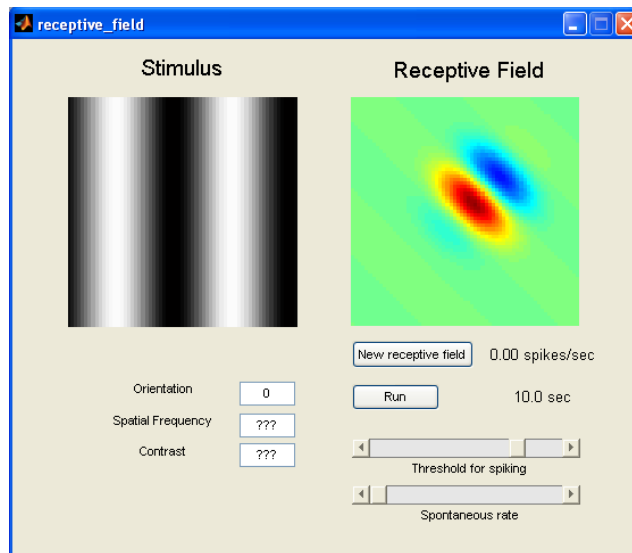 receptive_field
Stimulus
Receptive Field
New receptive field 0.00 spikes/sec
Orientation 0
Run 10.0 sec
Spatial Frequency ???
Contrast ???
Threshold for spiking
Spontaneous rate